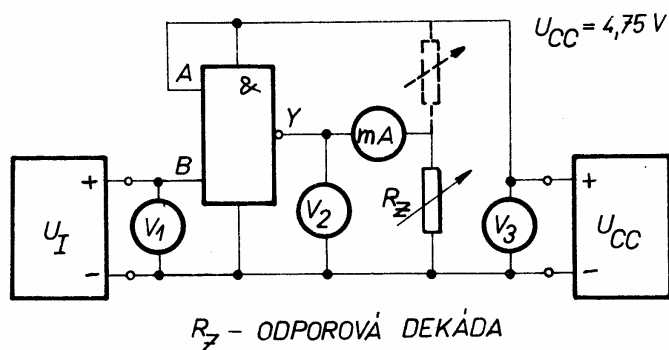 U_CC = 4,75 V
A
&
Y
B
mA
+
+
U_I
V1
V2
R_Z
V3
U_CC
-
-
R_Z - ODPOROVÁ DEKÁDA